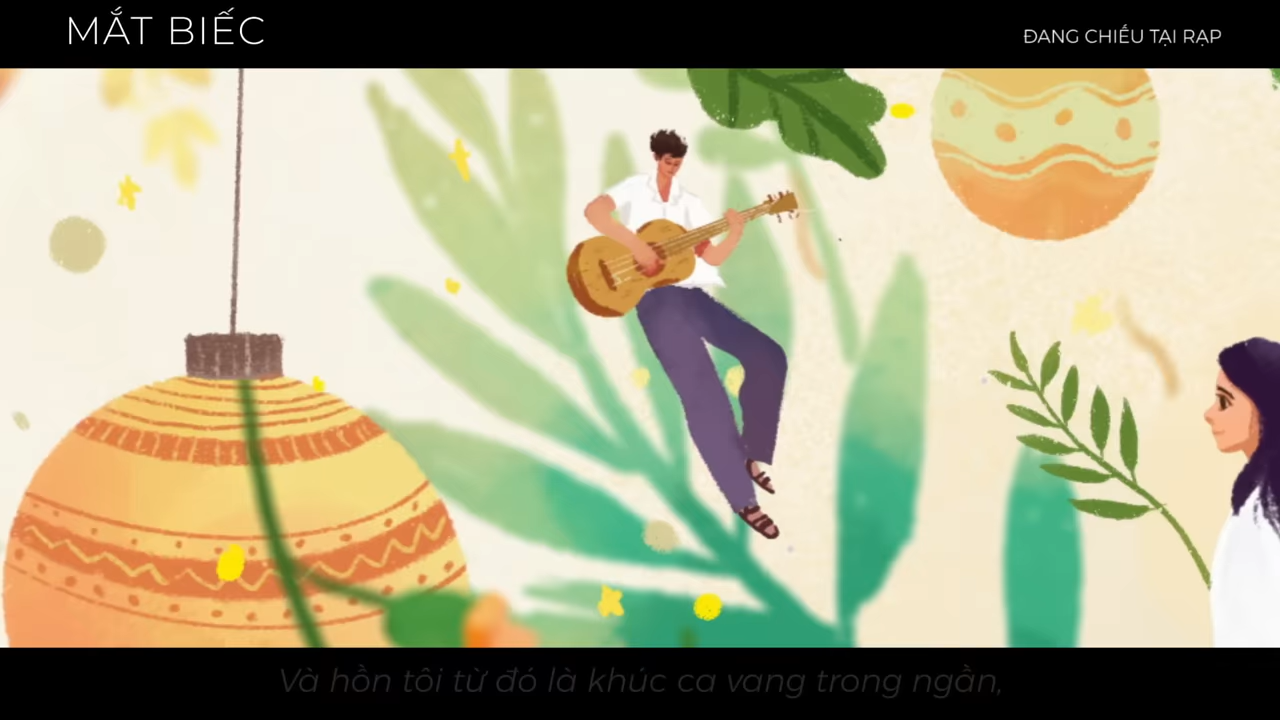 MẮT BIẾC
ĐANG CHIẾU TẠI RẠP
Và hồn tôi từ đó là khúc ca vang trong ngần,